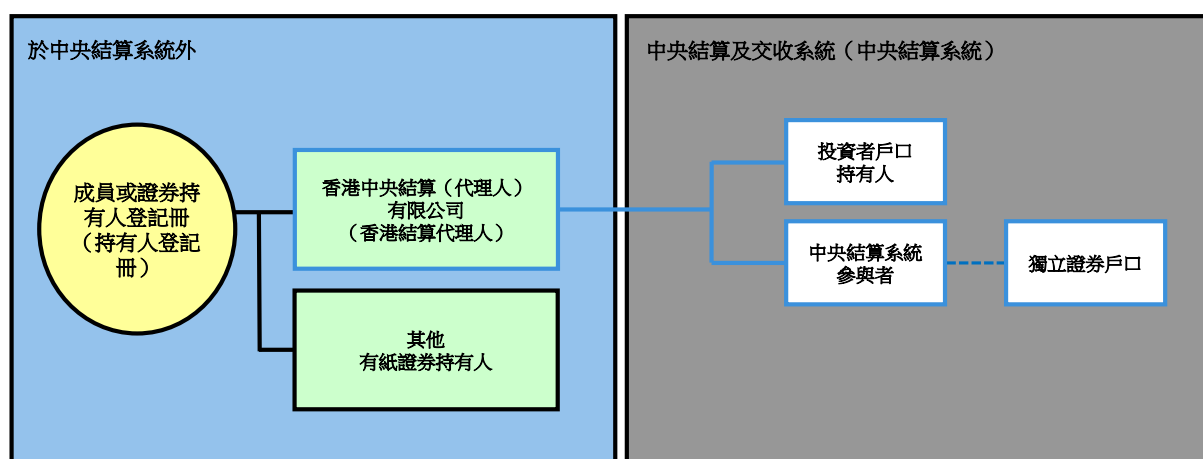 於中央結算系統外
成員或證券持
有人登記冊
（持有人登記
冊）
香港中央結算（代理人）
有限公司
（香港結算代理人）
其他
有紙證券持有人
中央結算及交收系統（中央結算系統）
投資者戶口
持有人
中央結算系統
參與者
獨立證券戶口